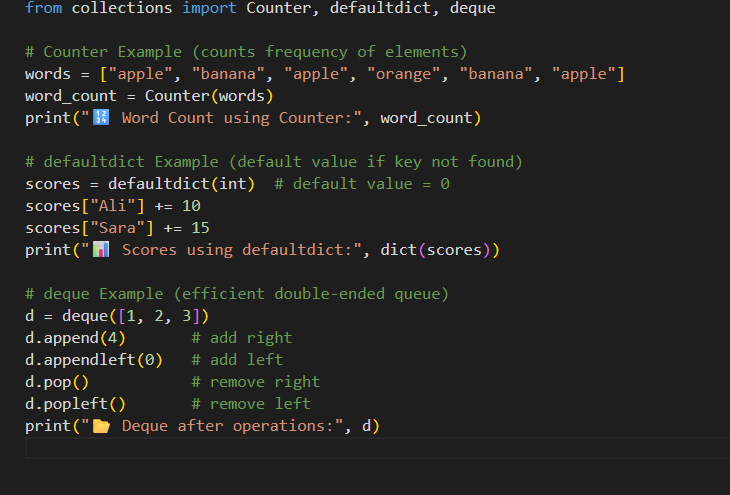 from collections import Counter, defaultdict, deque
# Counter Example (counts frequency of elements)
words = ["apple", "banana", "apple", "orange", "banana", "apple"]
word_count = Counter(words)
print("🔢 Word Count using Counter:", word_count)
# defaultdict Example (default value if key not found)
scores = defaultdict(int)  # default value = 0
scores["Ali"] += 10
scores["Sara"] += 15
print("📊 Scores using defaultdict:", dict(scores))
# deque Example (efficient double-ended queue)
d = deque([1, 2, 3])
d.append(4)       # add right
d.appendleft(0)   # add left
d.pop()           # remove right
d.popleft()       # remove left
print("📂 Deque after operations:", d)